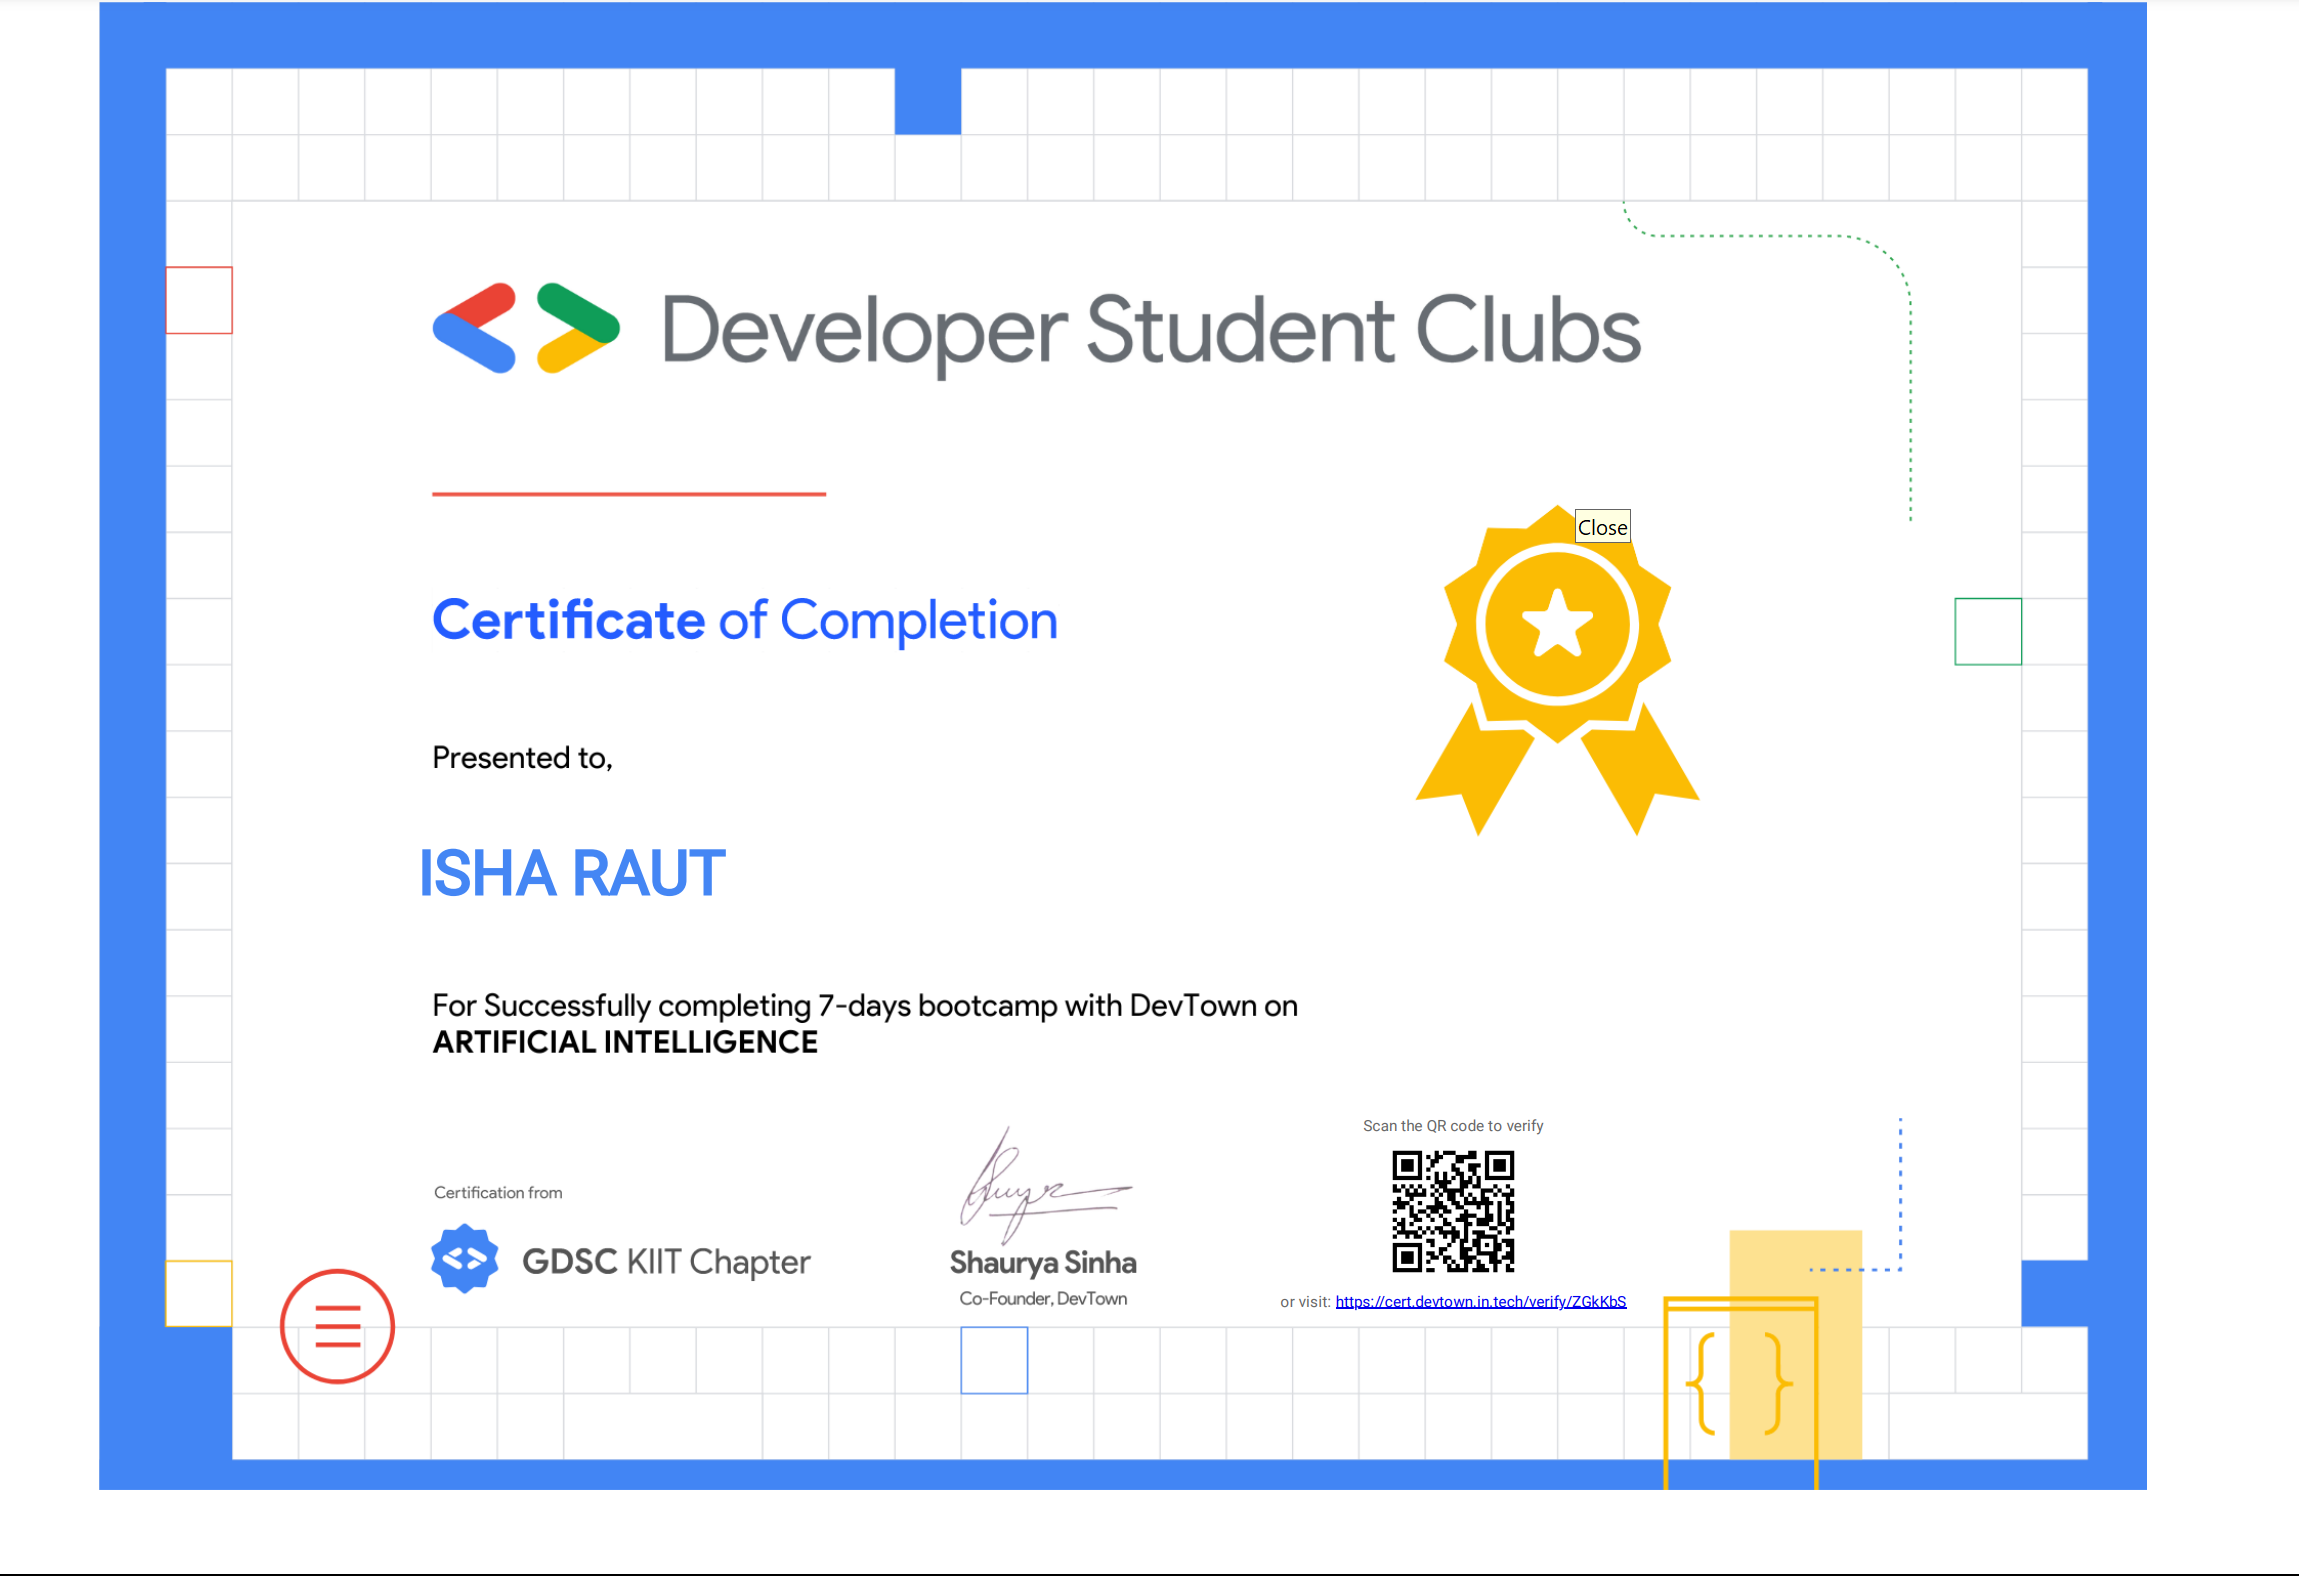 Developer Student Clubs
Close
Certificate of Completion
Presented to,
ISHA RAUT
For Successfully completing 7-days bootcamp with DevTown on
ARTIFICIAL INTELLIGENCE
Scan the QR code to verify
Certification from
GDSC KIIT Chapter
Shaurya Sinha
Co-Founder, DevTown
or visit: https://cert.devtown.in.tech/verify/ZGkKbS
{ }